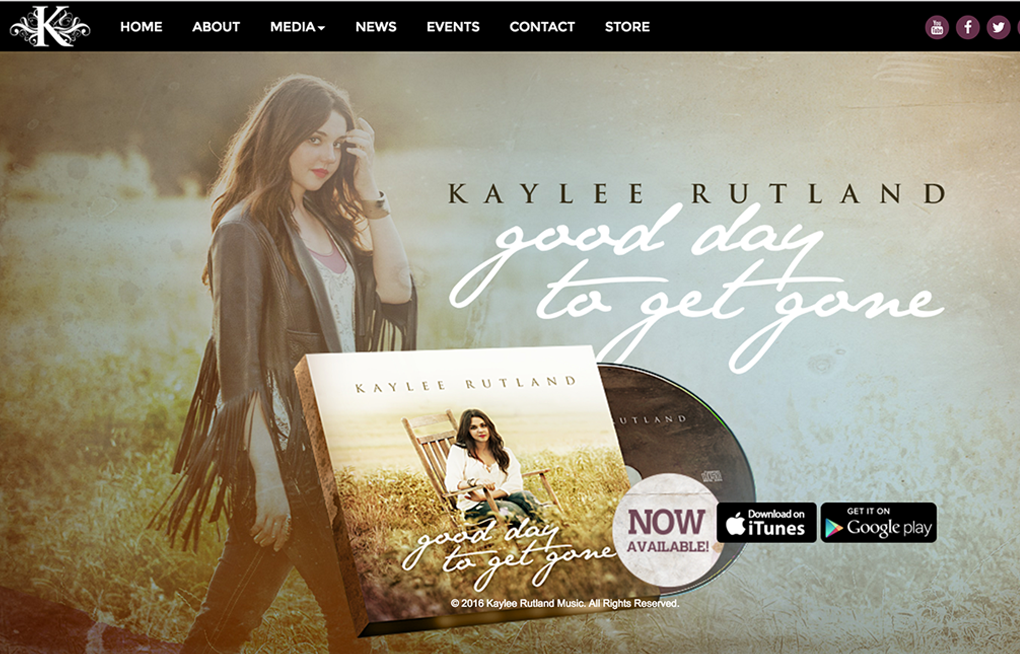 K
HOME ABOUT MEDIA NEWS EVENTS CONTACT STORE
You
Tube
KAYLEE RUTLAND
good day
to get gone
KAYLEE RUTLAND
good day
to get gone
UTLAND
NOW
AVAILABLE!
Download on
iTunes
GET IT ON
Google play
© 2016 Kaylee Rutland Music. All Rights Reserved.